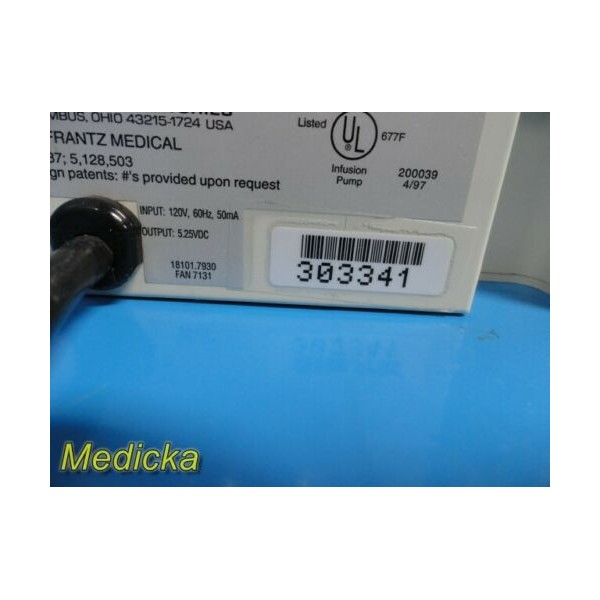 MBUS, OHIO 43215-1724 USA
FRANTZ MEDICAL
37; 5,128,503
gn patents: #'s provided upon request
Listed
UL
677F
Infusion
Pump
200039
4/97
INPUT: 120V, 60Hz, 50mA
OUTPUT: 5.25VDC
18101.7930
FAN 7131
303341
Medicka